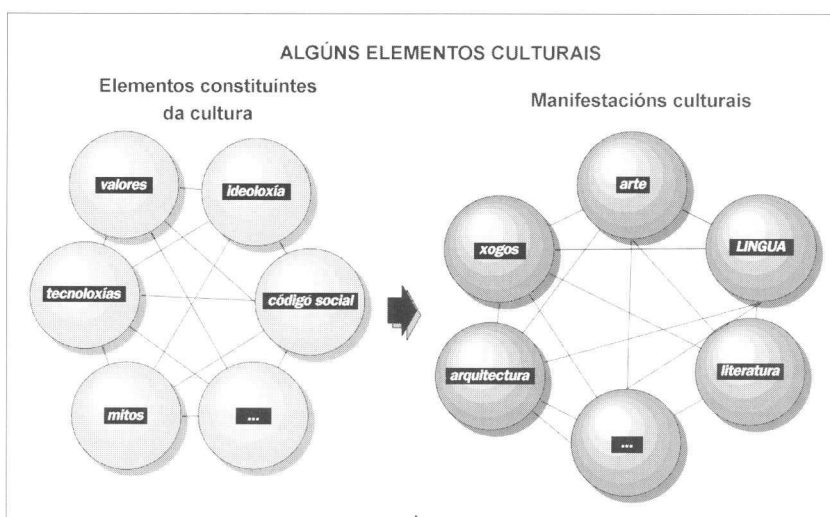 ALGÚNS ELEMENTOS CULTURAIS
Elementos constituíntes
da cultura
valores
ideoloxía
tecnoloxías
código social
mitos
...
Manifestacións culturais
arte
xogos
LINGUA
arquitectura
literatura
...